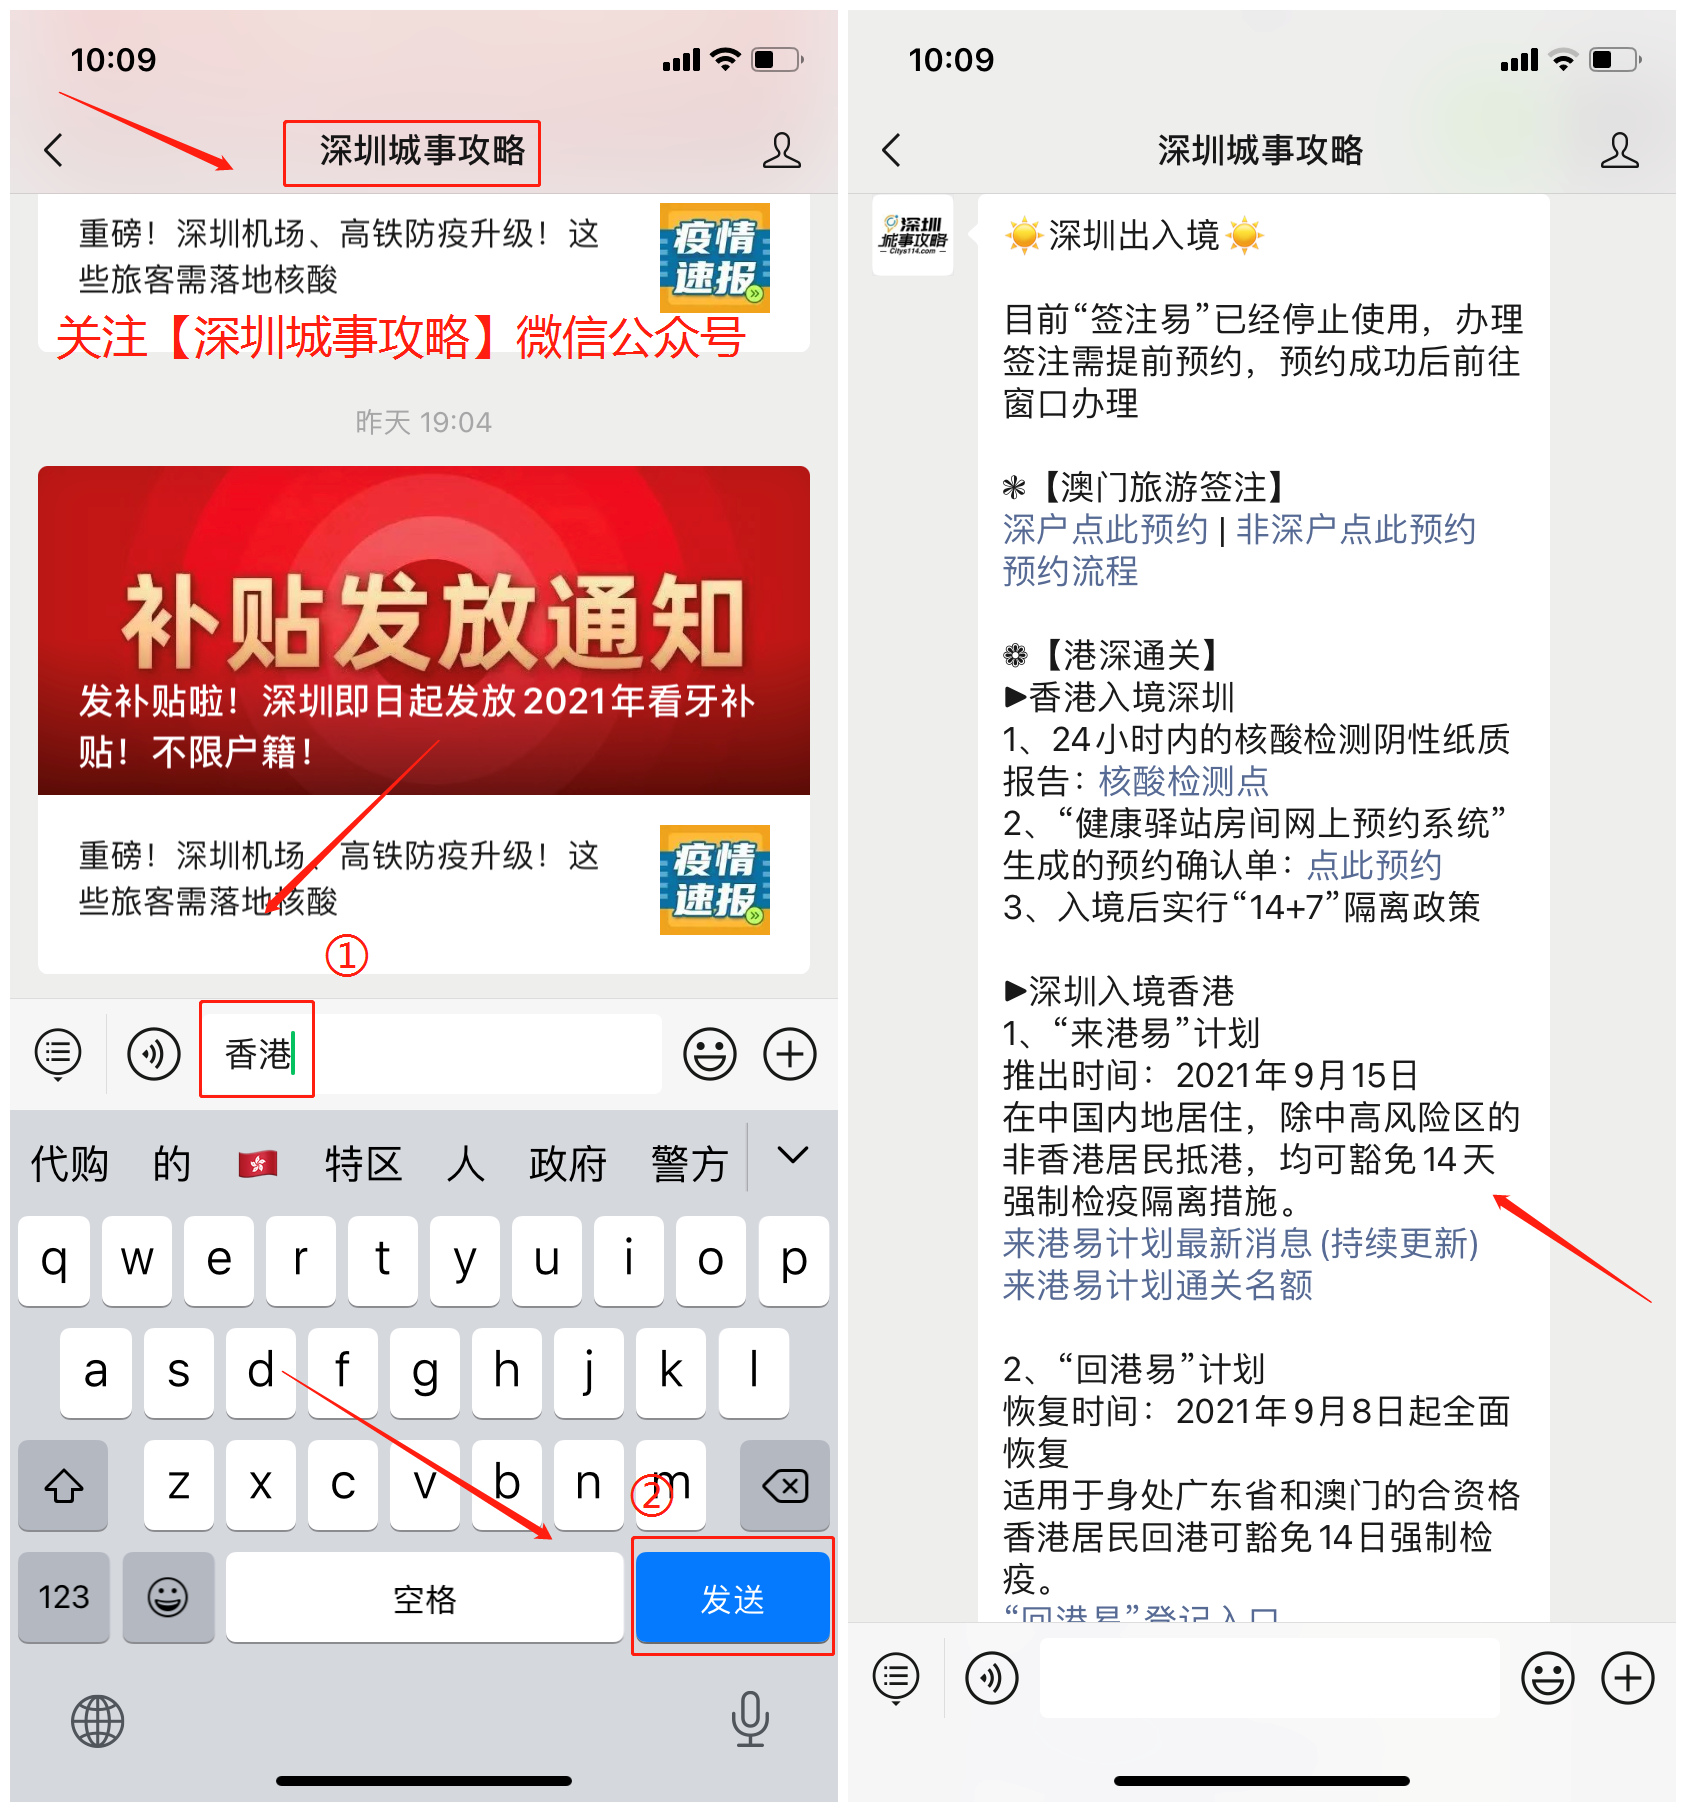 10:09
深圳城事攻略
重磅！深圳机场、高铁防疫升级！这
些旅客需落地核酸
疫情
速报
关注【深圳城事攻略】微信公众号
昨天 19:04
补贴发放通知
发补贴啦！深圳即日起发放2021年看牙补
贴！不限户籍！
重磅！深圳机场、高铁防疫升级！这
些旅客需落地核酸
疫情
速报
①
香港
代购 的 🇭🇰 特区 人 政府 警方
q w e r t y u i o p
a s d f g h j k l
z x c v b n m
②
123 空格 发送
10:09
深圳城事攻略
深圳
城事攻略
Citys114.com
☀️深圳出入境☀️
目前“签注易”已经停止使用，办理
签注需提前预约，预约成功后前往
窗口办理
❃【澳门旅游签注】
深户点此预约 | 非深户点此预约
预约流程
❁【港深通关】
▶香港入境深圳
1、24小时内的核酸检测阴性纸质
报告：核酸检测点
2、“健康驿站房间网上预约系统”
生成的预约确认单：点此预约
3、入境后实行“14+7”隔离政策
▶深圳入境香港
1、“来港易”计划
推出时间：2021年9月15日
在中国内地居住，除中高风险区的
非香港居民抵港，均可豁免14天
强制检疫隔离措施。
来港易计划最新消息(持续更新)
来港易计划通关名额
2、“回港易”计划
恢复时间：2021年9月8日起全面
恢复
适用于身处广东省和澳门的合资格
香港居民回港可豁免14日强制检
疫。
“回港易”登记入口